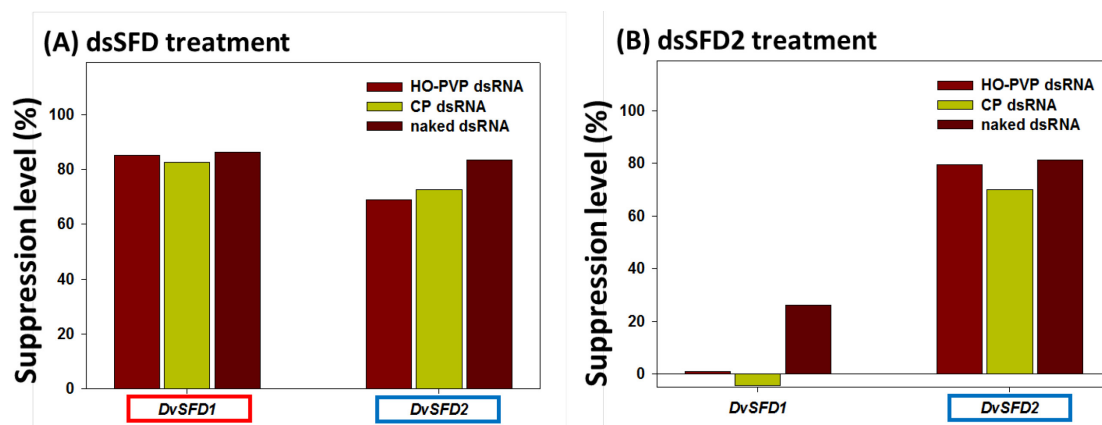 (A) dsSFD treatment
Suppression level (%)
100
80
60
40
20
0
HO-PVP dsRNA
CP dsRNA
naked dsRNA
DvSFD1
DvSFD2
(B) dsSFD2 treatment
Suppression level (%)
100
80
60
40
20
0
HO-PVP dsRNA
CP dsRNA
naked dsRNA
DvSFD1
DvSFD2